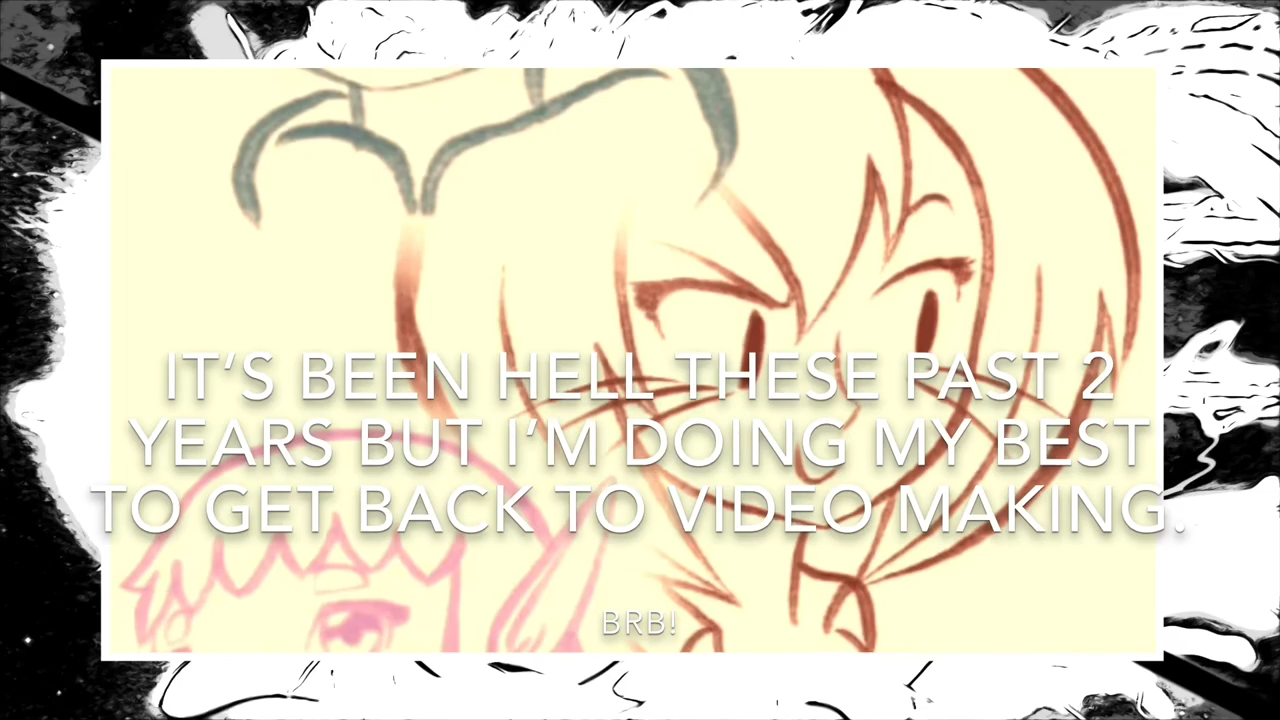 IT'S BEEN HELL THESE PAST 2
YEARS BUT I'M DOING MY BEST
TO GET BACK TO VIDEO MAKING.
BRB!